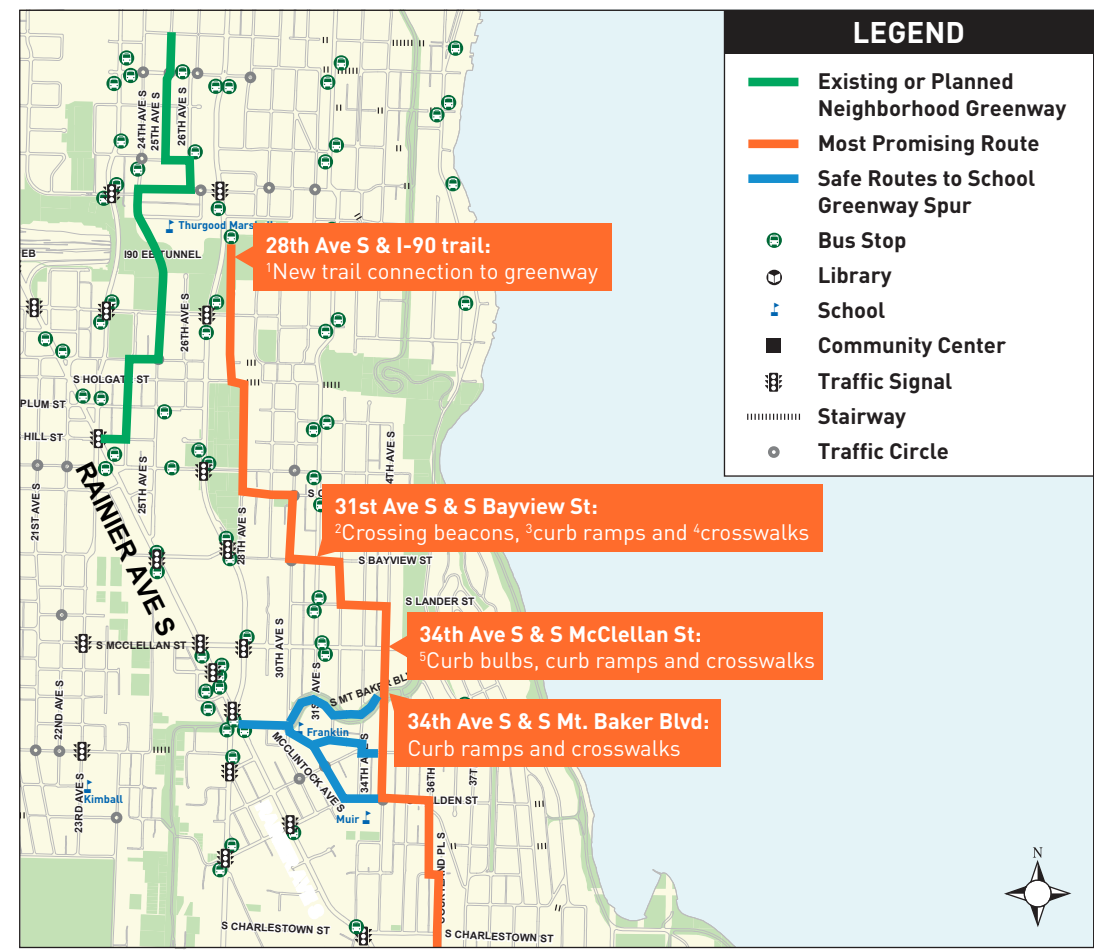 LEGEND
Existing or Planned
Neighborhood Greenway
Most Promising Route
Safe Routes to School
Greenway Spur
Bus Stop
Library
School
Community Center
Traffic Signal
Stairway
Traffic Circle
24TH AVE S
25TH AVE S
26TH AVE S
Thurgood
28th Ave S & I-90 trail:
¹New trail connection to greenway
EB
I90 EB TUNNEL
26TH AVE S
S HOLGATE ST
PLUM ST
HILL ST
RAINIER AVE S
21ST AVE S
25TH AVE S
28TH AVE S
31st Ave S & S Bayview St:
²Crossing beacons, ³curb ramps and ⁴crosswalks
S BAYVIEW ST
S LANDER ST
34th Ave S & S McClellan St:
⁵Curb bulbs, curb ramps and crosswalks
S MCCLELLAN ST
30TH AVE S
31ST AVE S
S MT BAKER
22ND AVE S
34th Ave S & S Mt. Baker Blvd:
Curb ramps and crosswalks
Franklin
MCCLINTOCK AVE S
36TH
Kimball
23RD AVE S
Muir
S CHARLESTOWN ST
S CHARLESTOWN ST
N